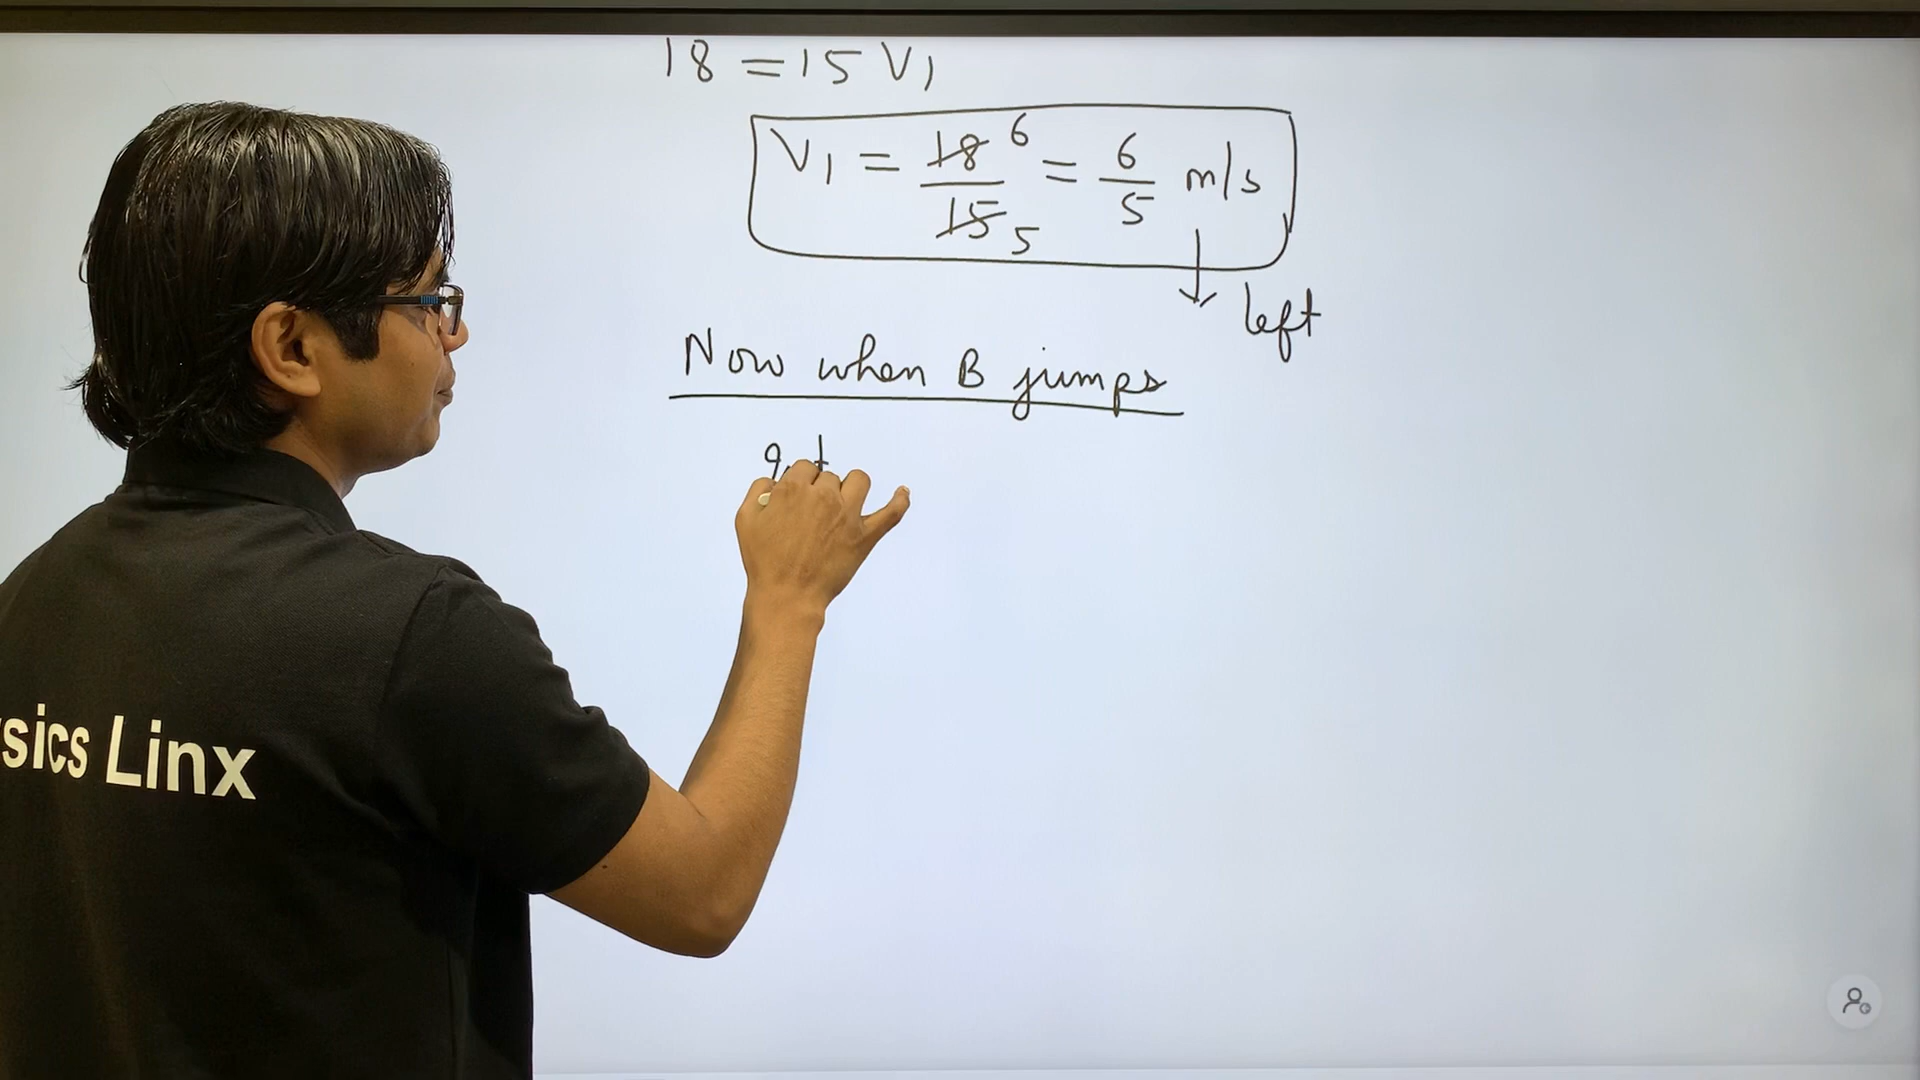 18 = 15 V1
V1 = 18 6 / 15 5 = 6/5 m/s
left
Now when B jumps
sics Linx